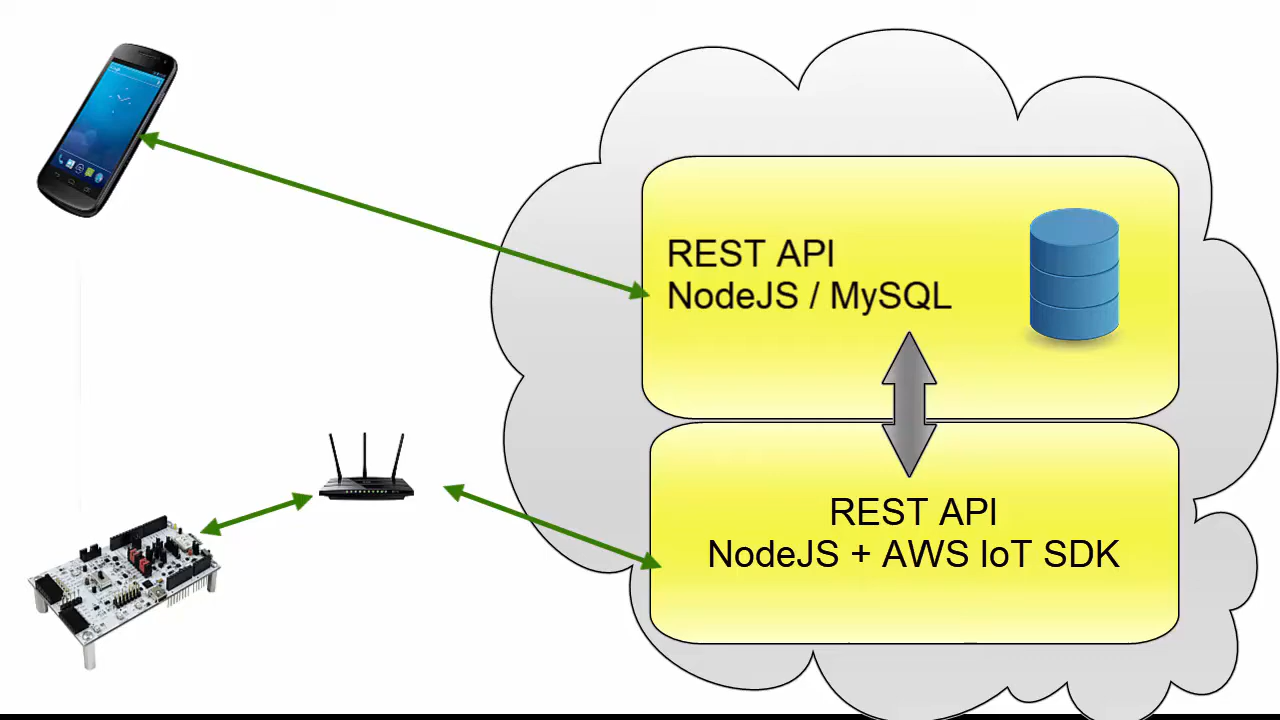 REST API
NodeJS / MySQL
REST API
NodeJS + AWS IoT SDK